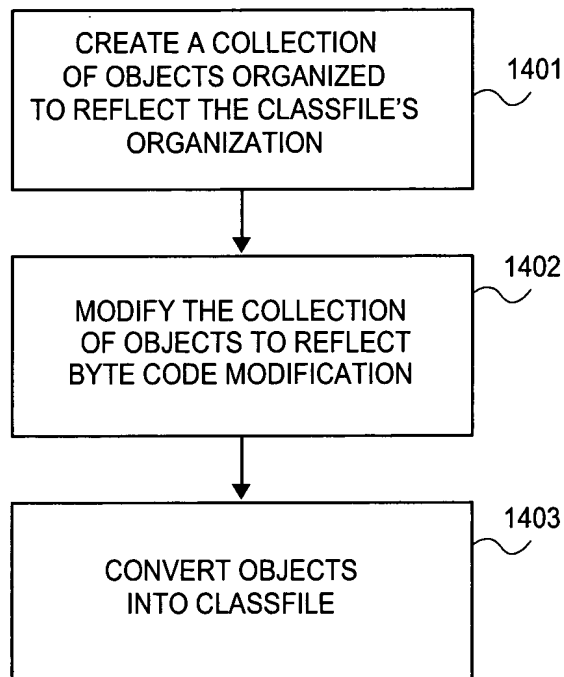 CREATE A COLLECTION
OF OBJECTS ORGANIZED
TO REFLECT THE CLASSFILE'S
ORGANIZATION
1401
MODIFY THE COLLECTION
OF OBJECTS TO REFLECT
BYTE CODE MODIFICATION
1402
CONVERT OBJECTS
INTO CLASSFILE
1403